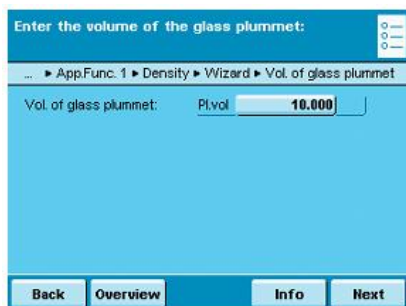 Enter the volume of the glass plummet:
... ▸ App.Func. 1 ▸ Density ▸ Wizard ▸ Vol. of glass plummet
Vol. of glass plummet: Pl.vol 10.000
Back Overview Info Next